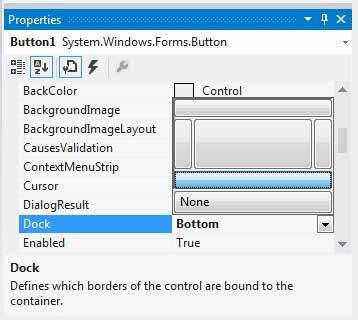 Properties
Button1 System.Windows.Forms.Button
BackColor Control
BackgroundImage
BackgroundImageLayout
CausesValidation
ContextMenuStrip
Cursor
DialogResult None
Dock Bottom
Enabled True
Dock
Defines which borders of the control are bound to the
container.